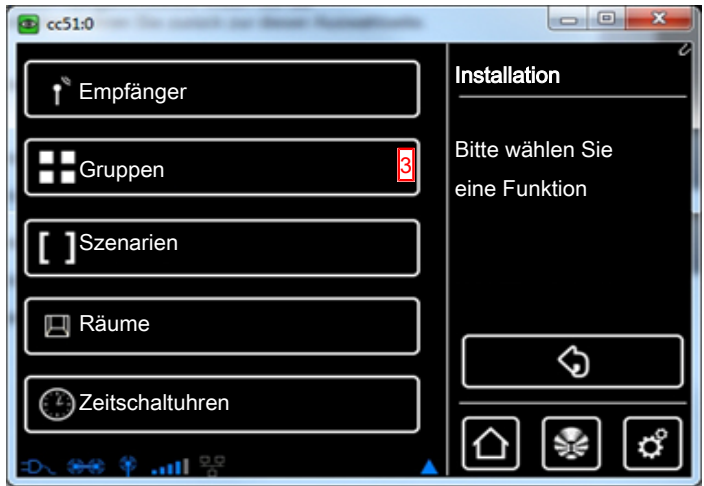 cc51:0
Empfänger
Gruppen 3
Szenarien
Räume
Zeitschaltuhren
Installation
Bitte wählen Sie
eine Funktion